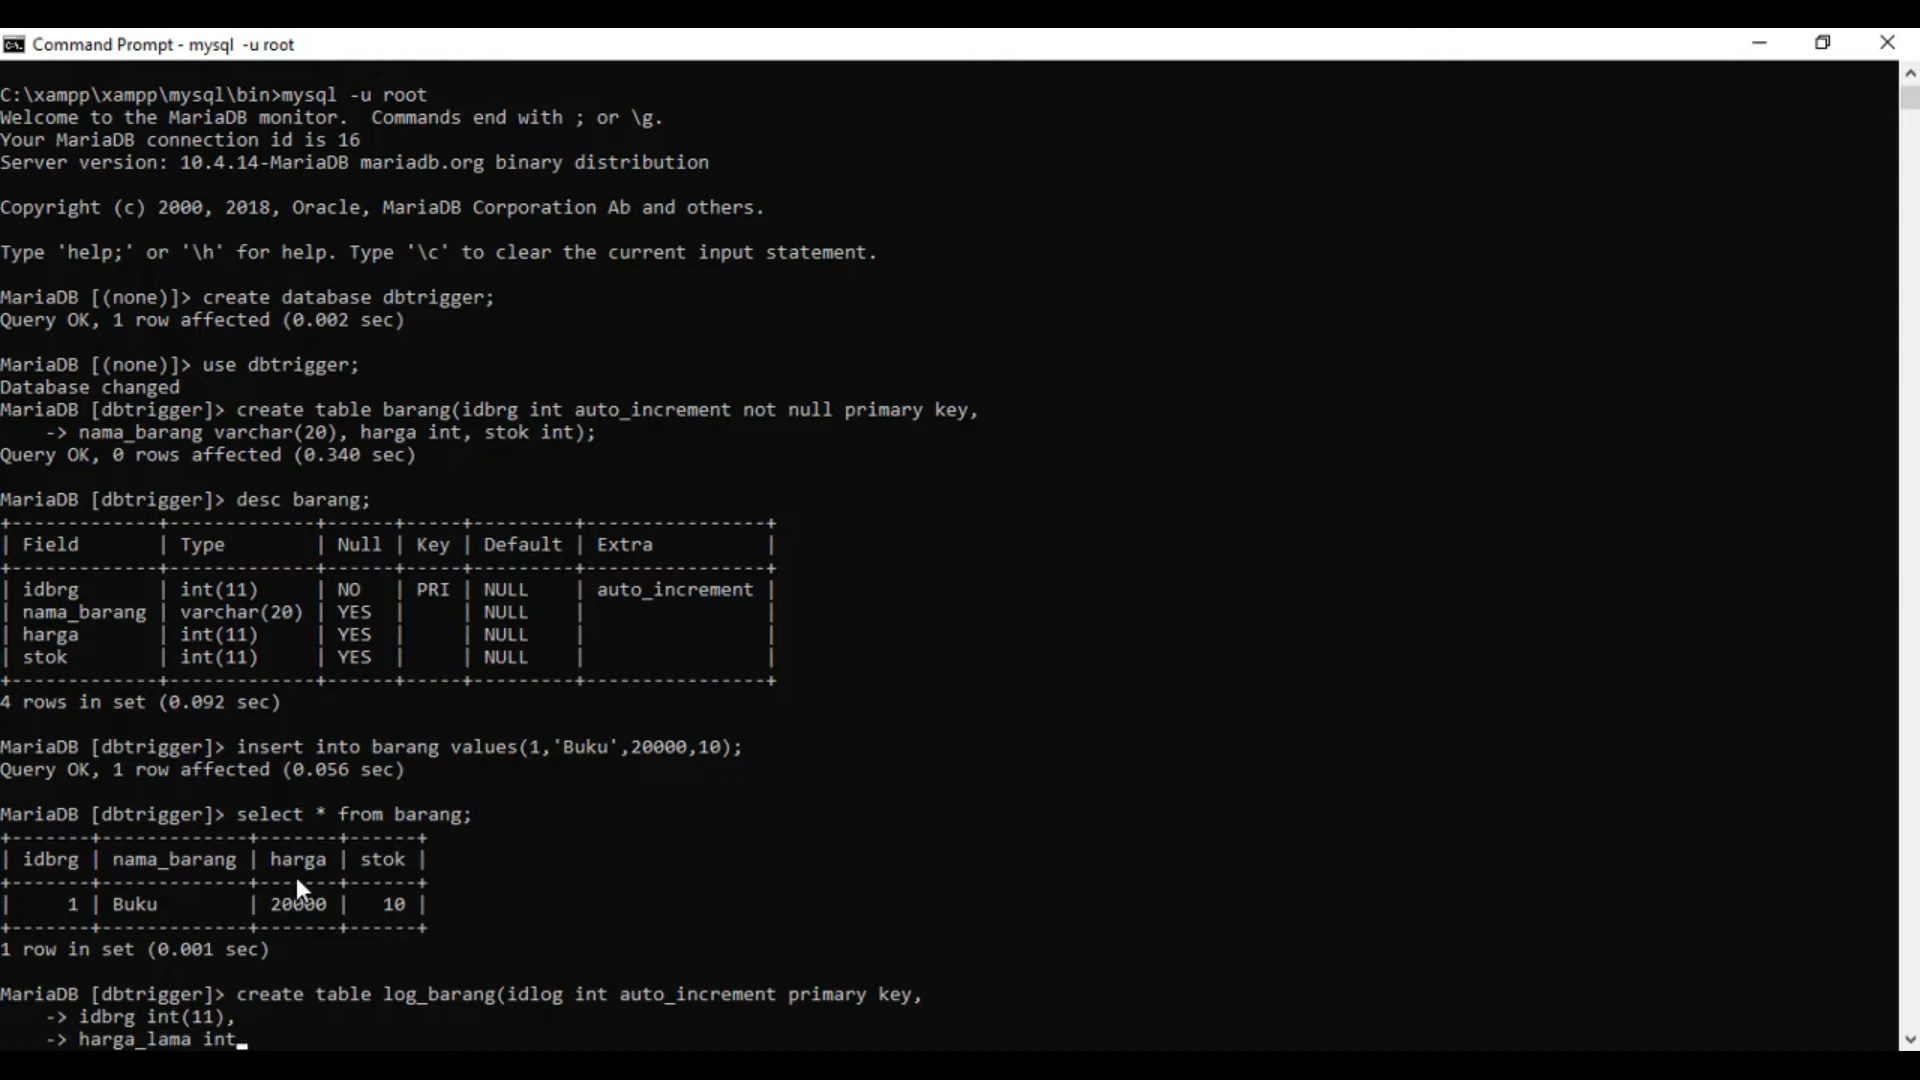 Command Prompt - mysql  -u root
C:\xampp\xampp\mysql\bin>mysql -u root
Welcome to the MariaDB monitor.  Commands end with ; or \g.
Your MariaDB connection id is 16
Server version: 10.4.14-MariaDB mariadb.org binary distribution
Copyright (c) 2000, 2018, Oracle, MariaDB Corporation Ab and others.
Type 'help;' or '\h' for help. Type '\c' to clear the current input statement.
MariaDB [(none)]> create database dbtrigger;
Query OK, 1 row affected (0.002 sec)
MariaDB [(none)]> use dbtrigger;
Database changed
MariaDB [dbtrigger]> create table barang(idbrg int auto_increment not null primary key,
    -> nama_barang varchar(20), harga int, stok int);
Query OK, 0 rows affected (0.340 sec)
MariaDB [dbtrigger]> desc barang;
+-------------+-------------+------+-----+---------+----------------+
| Field       | Type        | Null | Key | Default | Extra          |
+-------------+-------------+------+-----+---------+----------------+
| idbrg       | int(11)     | NO   | PRI | NULL    | auto_increment |
| nama_barang | varchar(20) | YES  |     | NULL    |                |
| harga       | int(11)     | YES  |     | NULL    |                |
| stok        | int(11)     | YES  |     | NULL    |                |
+-------------+-------------+------+-----+---------+----------------+
4 rows in set (0.092 sec)
MariaDB [dbtrigger]> insert into barang values(1,'Buku',20000,10);
Query OK, 1 row affected (0.056 sec)
MariaDB [dbtrigger]> select * from barang;
+-------+-------------+-------+------+
| idbrg | nama_barang | harga | stok |
+-------+-------------+-------+------+
|     1 | Buku        | 20000 |   10 |
+-------+-------------+-------+------+
1 row in set (0.001 sec)
MariaDB [dbtrigger]> create table log_barang(idlog int auto_increment primary key,
    -> idbrg int(11),
    -> harga_lama int